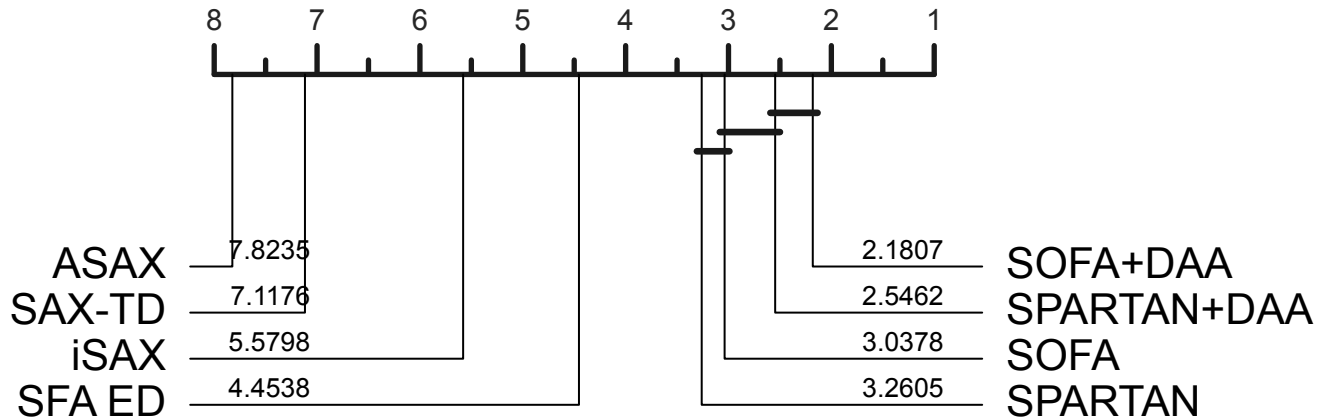 8 7 6 5 4 3 2 1
ASAX 7.8235 2.1807 SOFA+DAA
SAX-TD 7.1176 2.5462 SPARTAN+DAA
iSAX 5.5798 3.0378 SOFA
SFA ED 4.4538 3.2605 SPARTAN